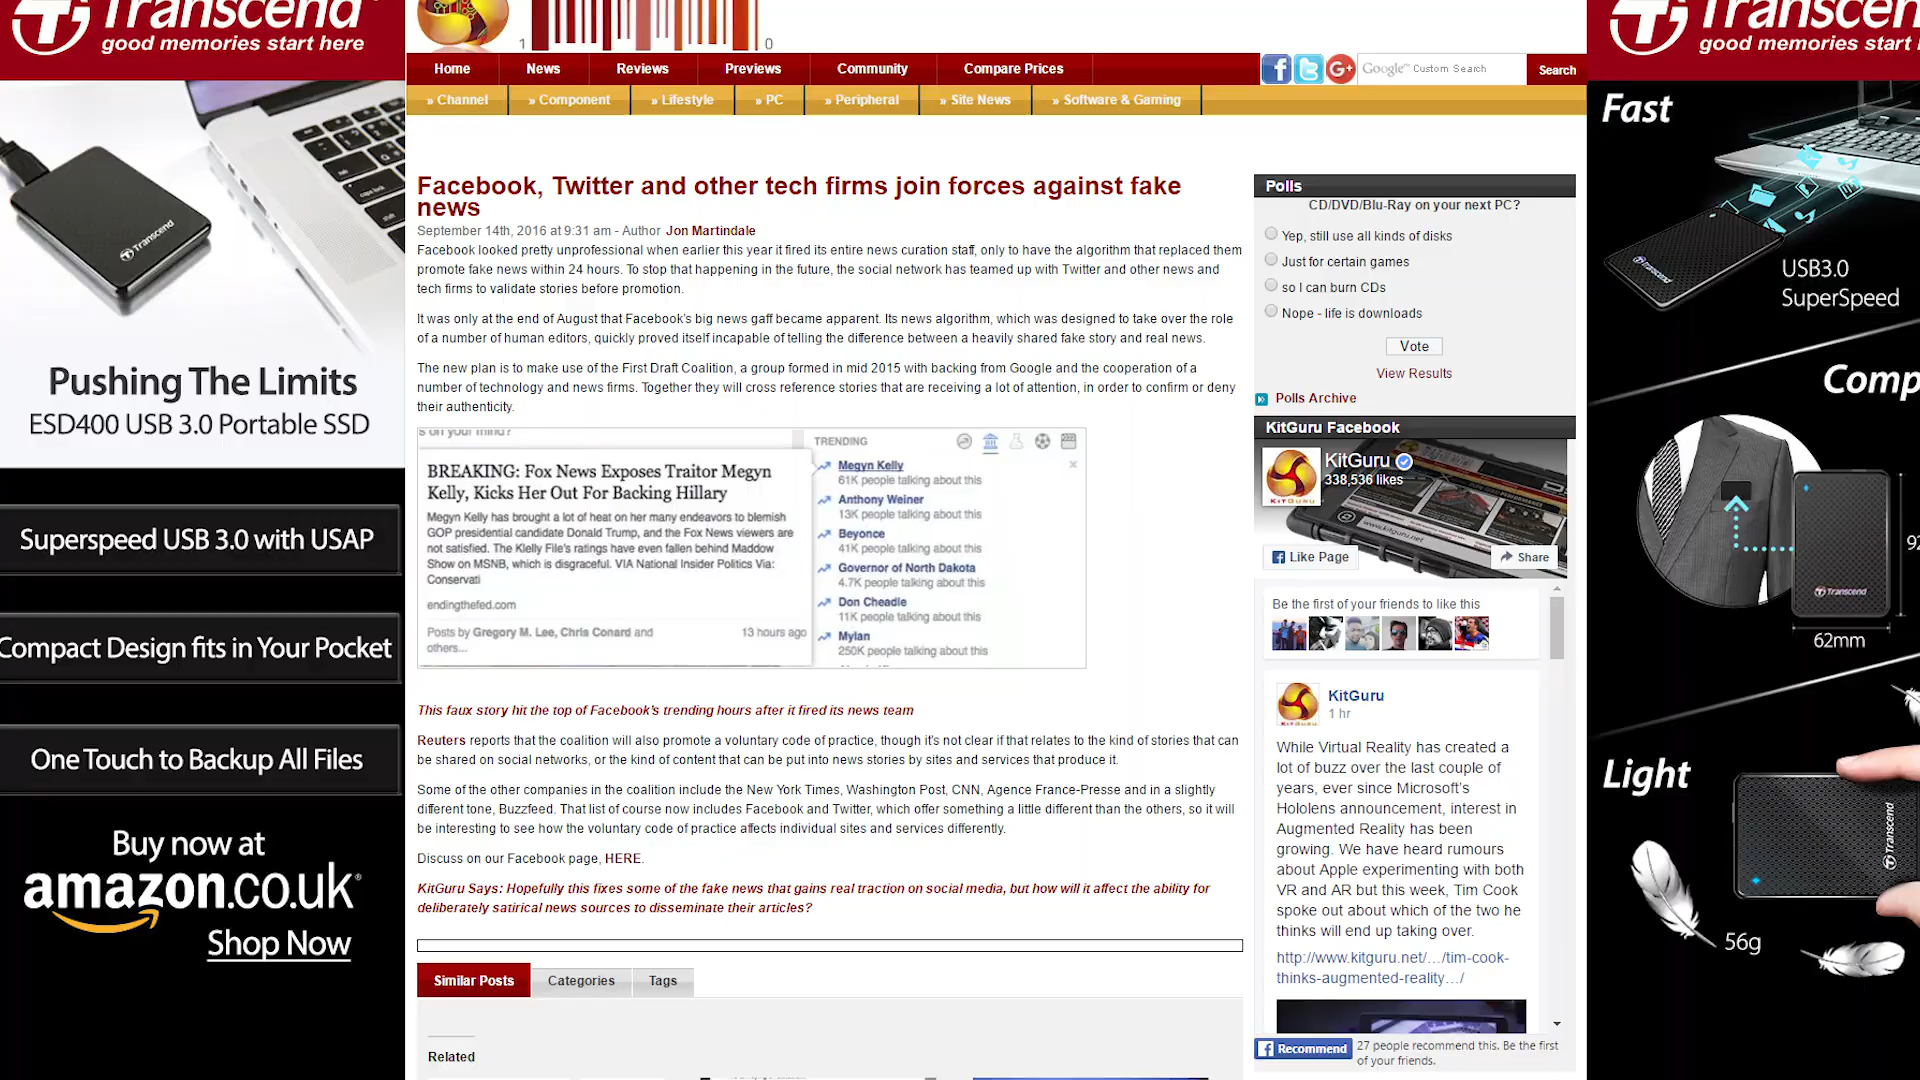 Transcend
good memories start here
Pushing The Limits
ESD400 USB 3.0 Portable SSD
Superspeed USB 3.0 with USAP
Compact Design fits in Your Pocket
One Touch to Backup All Files
Buy now at
amazon.co.uk
Shop Now
1
0
Home
News
Reviews
Previews
Community
Compare Prices
Google™ Custom Search
Search
» Channel
» Component
» Lifestyle
» PC
» Peripheral
» Site News
» Software & Gaming
Facebook, Twitter and other tech firms join forces against fake
news
September 14th, 2016 at 9:31 am - Author Jon Martindale
Facebook looked pretty unprofessional when earlier this year it fired its entire news curation staff, only to have the algorithm that replaced them
promote fake news within 24 hours. To stop that happening in the future, the social network has teamed up with Twitter and other news and
tech firms to validate stories before promotion.
It was only at the end of August that Facebook's big news gaff became apparent. Its news algorithm, which was designed to take over the role
of a number of human editors, quickly proved itself incapable of telling the difference between a heavily shared fake story and real news.
The new plan is to make use of the First Draft Coalition, a group formed in mid 2015 with backing from Google and the cooperation of a
number of technology and news firms. Together they will cross reference stories that are receiving a lot of attention, in order to confirm or deny
their authenticity.
s on your mind?
BREAKING: Fox News Exposes Traitor Megyn
Kelly, Kicks Her Out For Backing Hillary
Megyn Kelly has brought a lot of heat on her many endeavors to blemish
GOP presidential candidate Donald Trump, and the Fox News viewers are
not satisfied. The Klelly File's ratings have even fallen behind Maddow
Show on MSNB, which is disgraceful. VIA National Insider Politics Via:
Conservati
endingthefed.com
Posts by Gregory M. Lee, Chris Conard and
others...
13 hours ago
TRENDING
Megyn Kelly
61K people talking about this
Anthony Weiner
13K people talking about this
Beyonce
41K people talking about this
Governor of North Dakota
4.7K people talking about this
Don Cheadle
11K people talking about this
Mylan
250K people talking about this
This faux story hit the top of Facebook's trending hours after it fired its news team
Reuters reports that the coalition will also promote a voluntary code of practice, though it's not clear if that relates to the kind of stories that can
be shared on social networks, or the kind of content that can be put into news stories by sites and services that produce it.
Some of the other companies in the coalition include the New York Times, Washington Post, CNN, Agence France-Presse and in a slightly
different tone, Buzzfeed. That list of course now includes Facebook and Twitter, which offer something a little different than the others, so it will
be interesting to see how the voluntary code of practice affects individual sites and services differently.
Discuss on our Facebook page, HERE.
KitGuru Says: Hopefully this fixes some of the fake news that gains real traction on social media, but how will it affect the ability for
deliberately satirical news sources to disseminate their articles?
Similar Posts
Categories
Tags
Related
Polls
CD/DVD/Blu-Ray on your next PC?
Yep, still use all kinds of disks
Just for certain games
so I can burn CDs
Nope - life is downloads
Vote
View Results
Polls Archive
KitGuru Facebook
KitGuru
338,536 likes
www.kitguru.net
Like Page
Share
Be the first of your friends to like this
KitGuru
1 hr
While Virtual Reality has created a
lot of buzz over the last couple of
years, ever since Microsoft's
Hololens announcement, interest in
Augmented Reality has been
growing. We have heard rumours
about Apple experimenting with both
VR and AR but this week, Tim Cook
spoke out about which of the two he
thinks will end up taking over.
http://www.kitguru.net/…/tim-cook-
thinks-augmented-reality…/
Recommend
27 people recommend this. Be the first
of your friends.
Transcen
good memories start
Fast
USB3.0
SuperSpeed
Comp
Transcend
92
62mm
Light
Transcend
56g